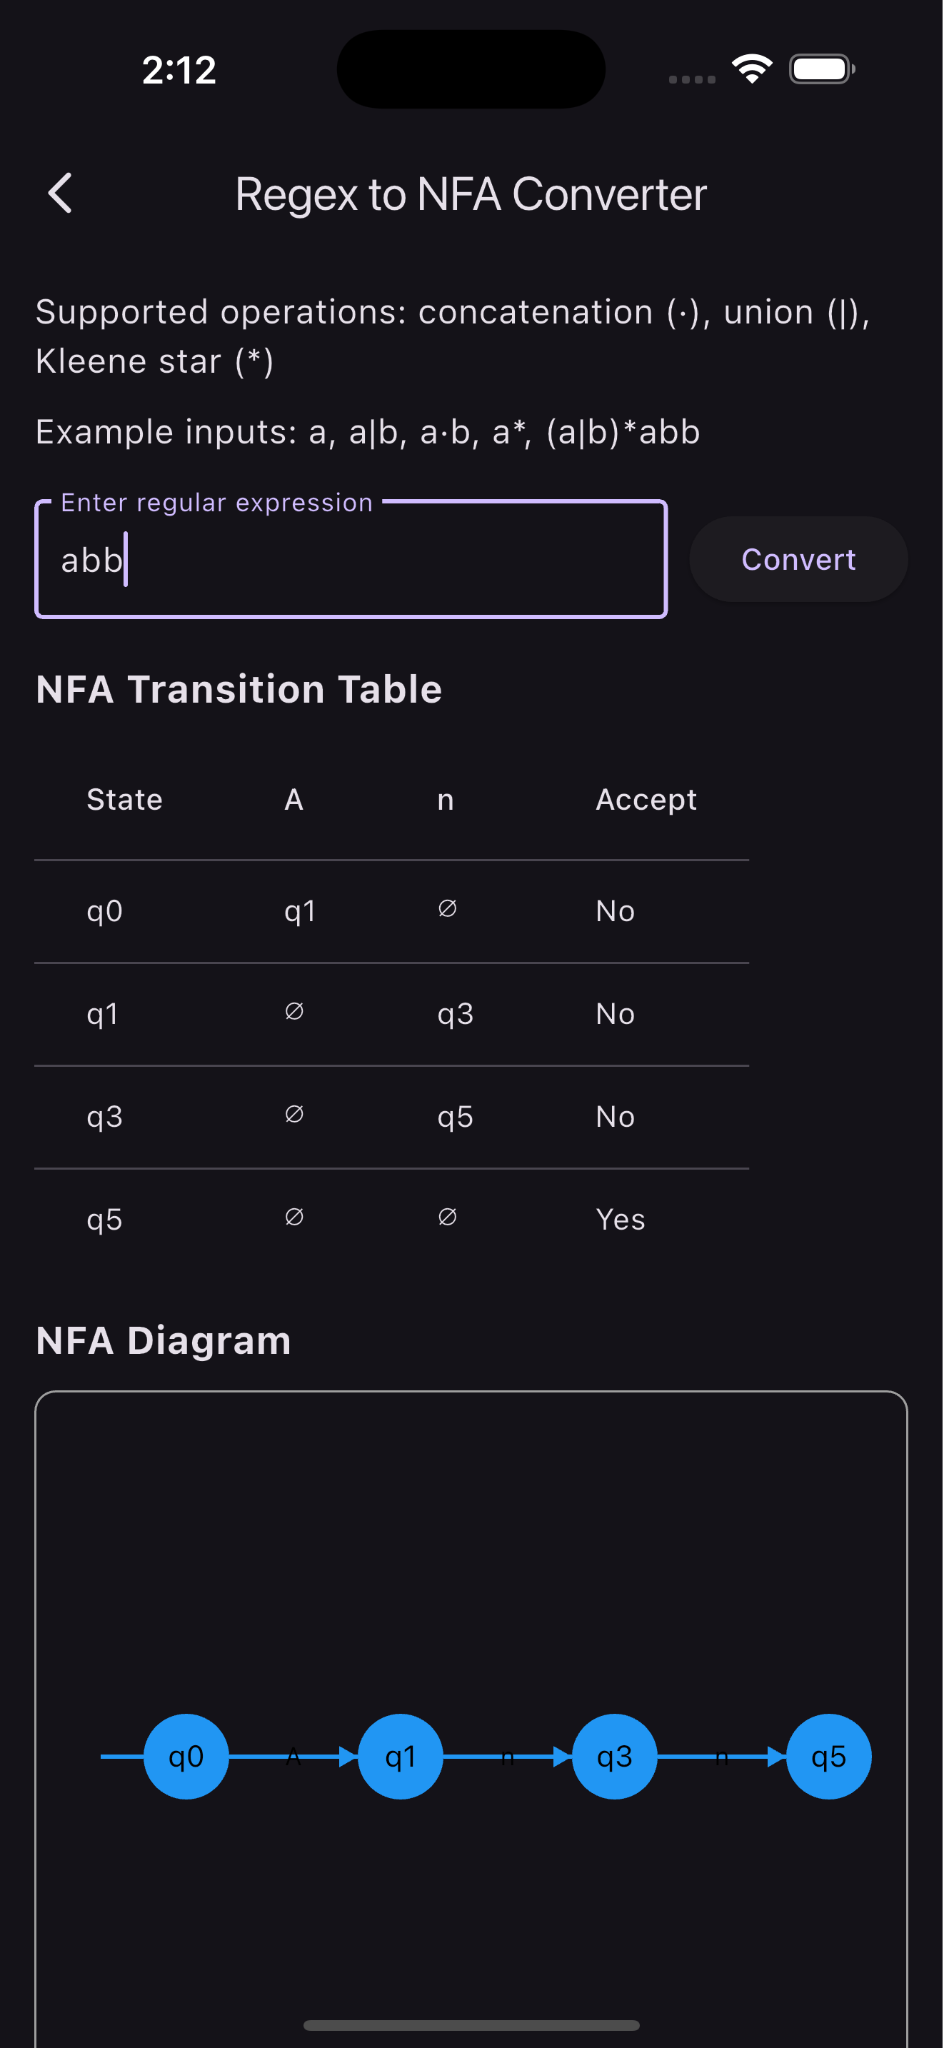 2:12
Regex to NFA Converter
Supported operations: concatenation (·), union (|),
Kleene star (*)
Example inputs: a, a|b, a·b, a*, (a|b)*abb
Enter regular expression
abb
Convert
NFA Transition Table
State A n Accept
q0 q1 ∅ No
q1 ∅ q3 No
q3 ∅ q5 No
q5 ∅ ∅ Yes
NFA Diagram
q0 A q1 n q3 n q5